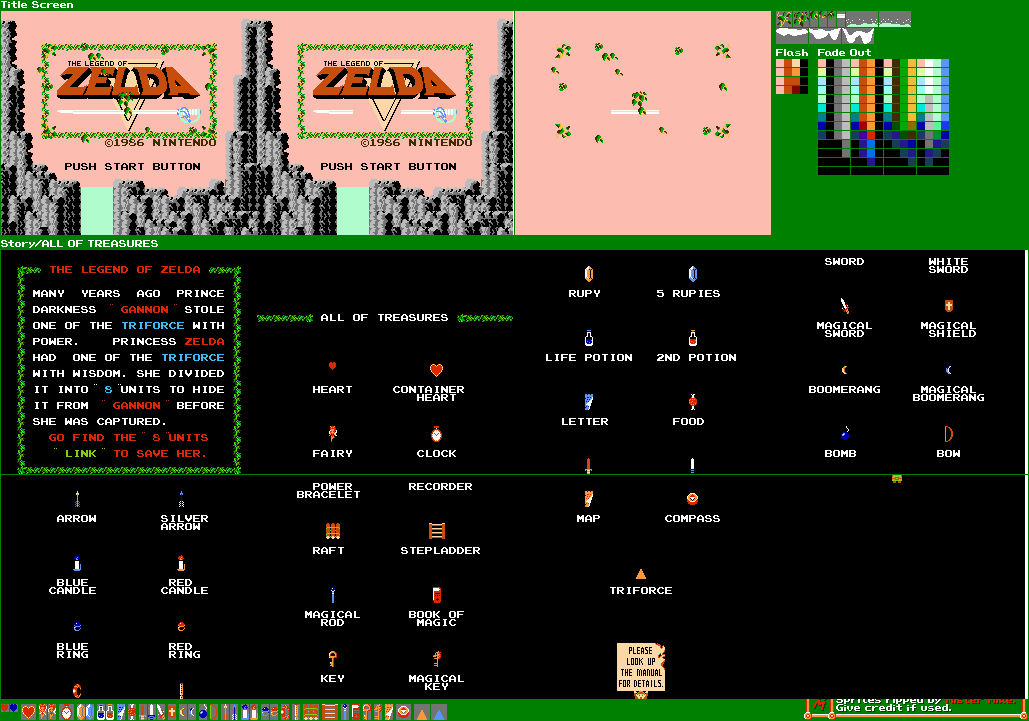 Title Screen
THE LEGEND OF
ZELDA
©1986 NINTENDO
PUSH START BUTTON
THE LEGEND OF
ZELDA
©1986 NINTENDO
PUSH START BUTTON
Flash Fade Out
Story/ALL OF TREASURES
THE LEGEND OF ZELDA
MANY YEARS AGO PRINCE
DARKNESS "GANNON" STOLE
ONE OF THE TRIFORCE WITH
POWER. PRINCESS ZELDA
HAD ONE OF THE TRIFORCE
WITH WISDOM. SHE DIVIDED
IT INTO "8"UNITS TO HIDE
IT FROM "GANNON" BEFORE
SHE WAS CAPTURED.
GO FIND THE "8"UNITS
"LINK" TO SAVE HER.
ALL OF TREASURES
HEART
CONTAINER
HEART
FAIRY
CLOCK
RUPY
5 RUPIES
LIFE POTION
2ND POTION
LETTER
FOOD
SWORD
WHITE
SWORD
MAGICAL
SWORD
MAGICAL
SHIELD
BOOMERANG
MAGICAL
BOOMERANG
BOMB
BOW
ARROW
SILVER
ARROW
BLUE
CANDLE
RED
CANDLE
BLUE
RING
RED
RING
POWER
BRACELET
RECORDER
RAFT
STEPLADDER
MAGICAL
ROD
BOOK OF
MAGIC
KEY
MAGICAL
KEY
MAP
COMPASS
TRIFORCE
PLEASE
LOOK UP
THE MANUAL
FOR DETAILS.
Sprites ripped by Mister Mike.
Give credit if used.